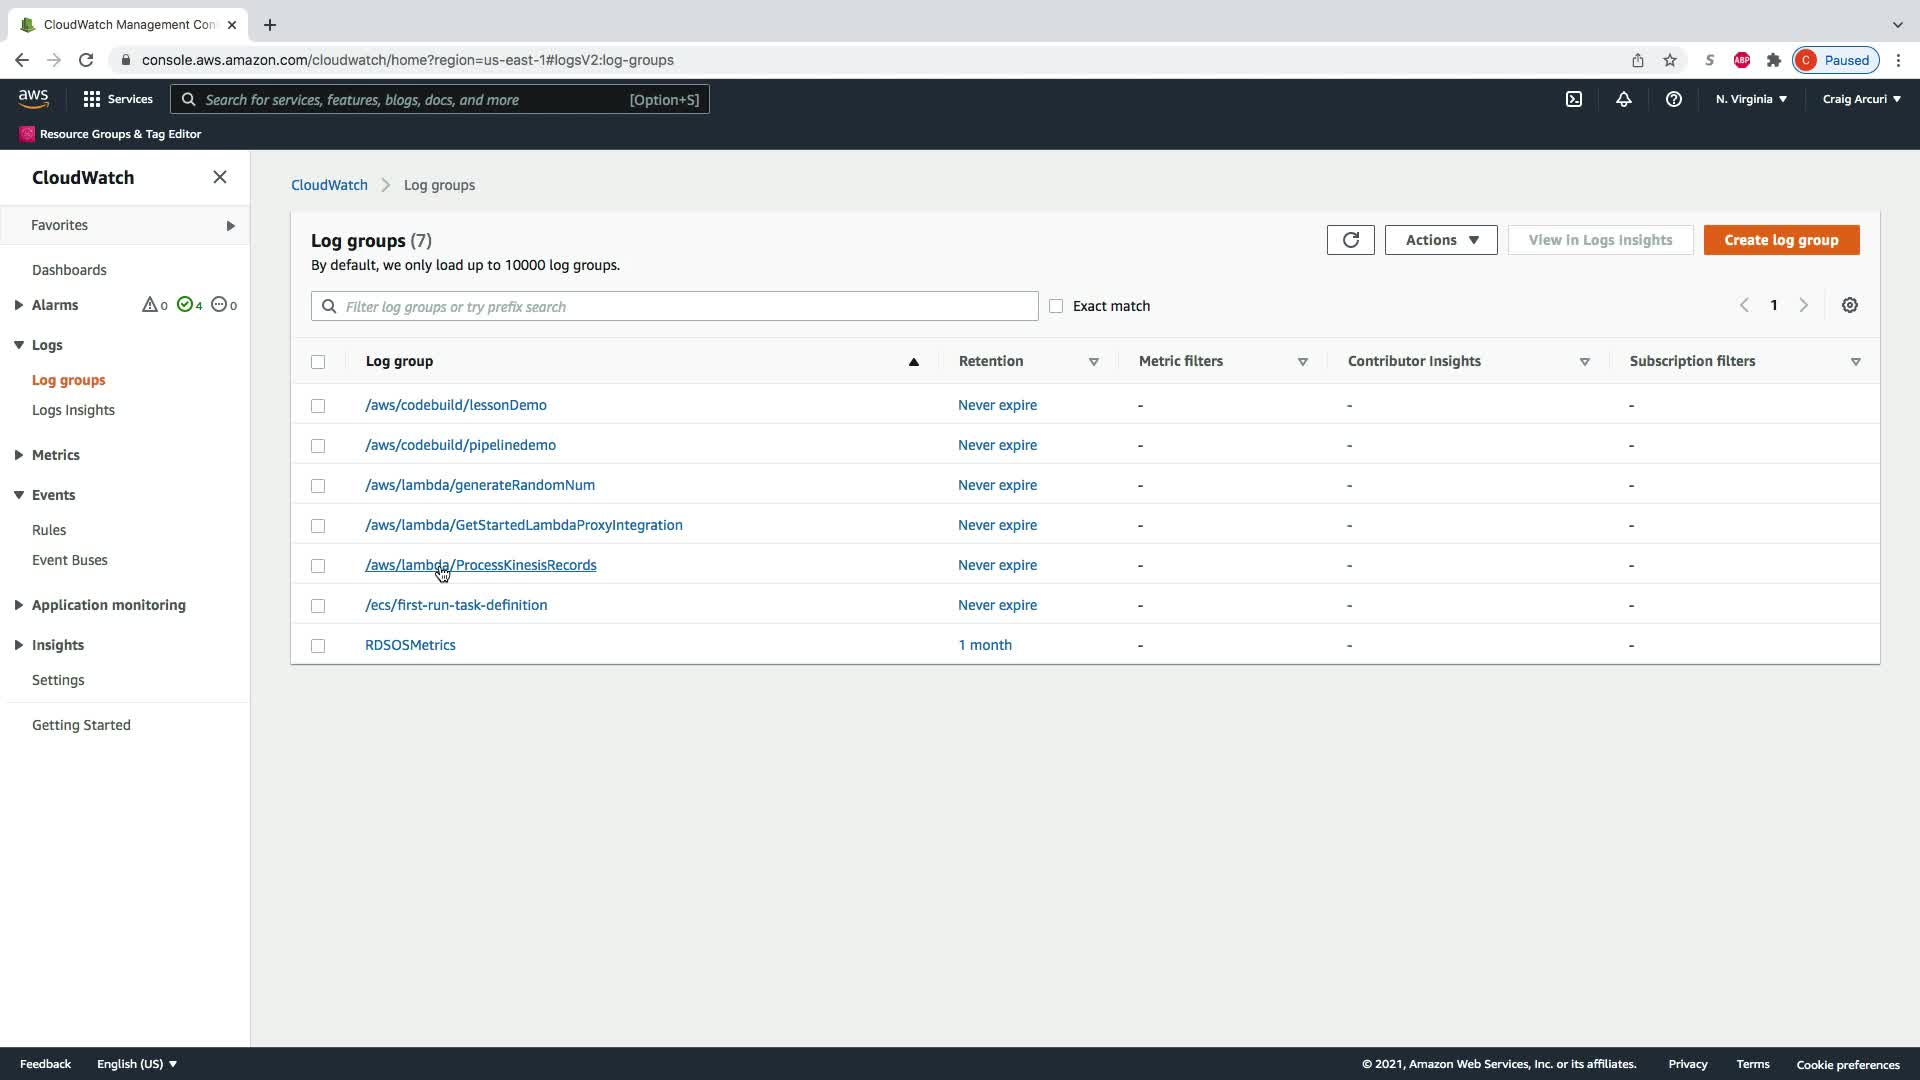 CloudWatch Management Con
console.aws.amazon.com/cloudwatch/home?region=us-east-1#logsV2:log-groups
S
ABP
C Paused
aws
Services
Search for services, features, blogs, docs, and more [Option+S]
N. Virginia
Craig Arcuri
Resource Groups & Tag Editor
CloudWatch
Favorites
Dashboards
Alarms 0 4 0
Logs
Log groups
Logs Insights
Metrics
Events
Rules
Event Buses
Application monitoring
Insights
Settings
Getting Started
CloudWatch Log groups
Log groups (7)
By default, we only load up to 10000 log groups.
Actions
View in Logs Insights
Create log group
Filter log groups or try prefix search
Exact match
1
Log group Retention Metric filters Contributor Insights Subscription filters
/aws/codebuild/lessonDemo Never expire - - -
/aws/codebuild/pipelinedemo Never expire - - -
/aws/lambda/generateRandomNum Never expire - - -
/aws/lambda/GetStartedLambdaProxyIntegration Never expire - - -
/aws/lambda/ProcessKinesisRecords Never expire - - -
/ecs/first-run-task-definition Never expire - - -
RDSOSMetrics 1 month - - -
Feedback English (US) © 2021, Amazon Web Services, Inc. or its affiliates. Privacy Terms Cookie preferences